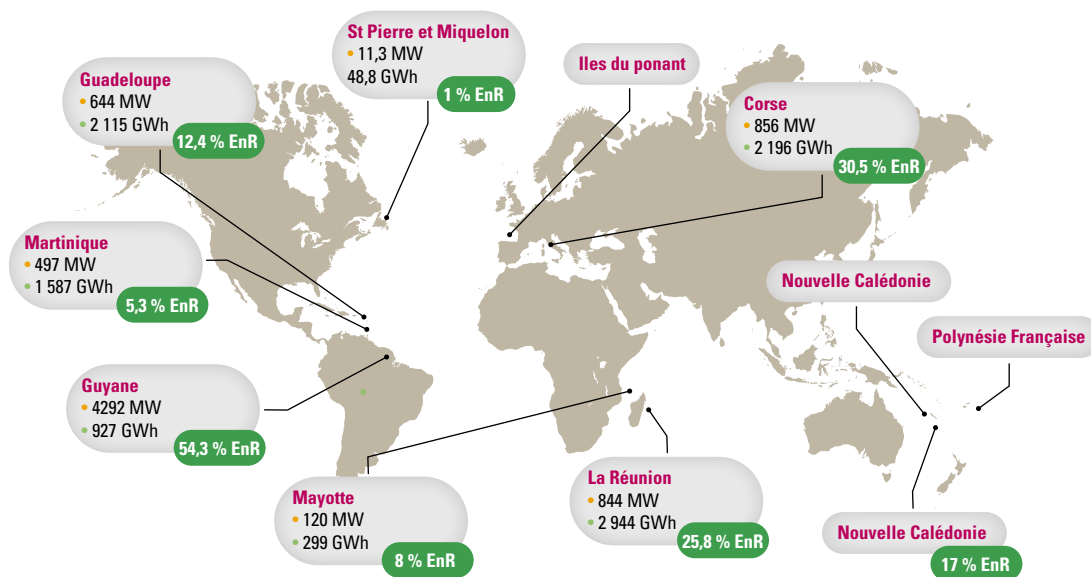 St Pierre et Miquelon
• 11,3 MW
48,8 GWh
1 % EnR
Iles du ponant
Guadeloupe
• 644 MW
• 2 115 GWh
12,4 % EnR
Corse
• 856 MW
• 2 196 GWh
30,5 % EnR
Martinique
• 497 MW
• 1 587 GWh
5,3 % EnR
Nouvelle Calédonie
Polynésie Française
Guyane
• 4292 MW
• 927 GWh
54,3 % EnR
Mayotte
• 120 MW
• 299 GWh
8 % EnR
La Réunion
• 844 MW
• 2 944 GWh
25,8 % EnR
Nouvelle Calédonie
17 % EnR